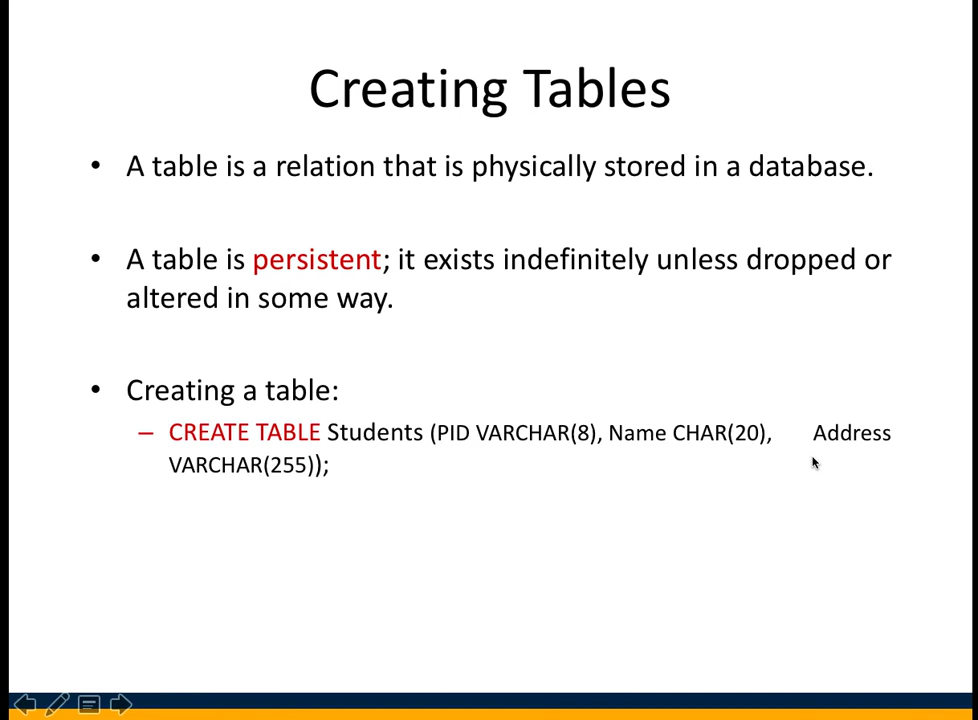 Creating Tables
• A table is a relation that is physically stored in a database.
• A table is persistent; it exists indefinitely unless dropped or
altered in some way.
• Creating a table:
– CREATE TABLE Students (PID VARCHAR(8), Name CHAR(20), Address
VARCHAR(255));